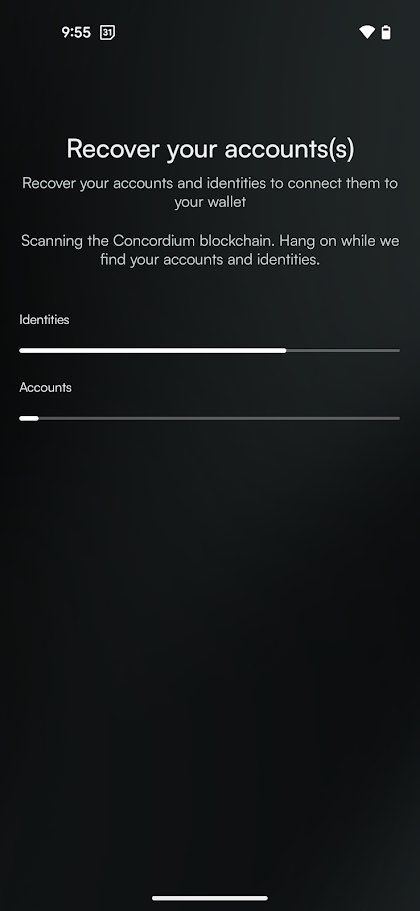 9:55 31
Recover your accounts(s)
Recover your accounts and identities to connect them to
your wallet
Scanning the Concordium blockchain. Hang on while we
find your accounts and identities.
Identities
Accounts